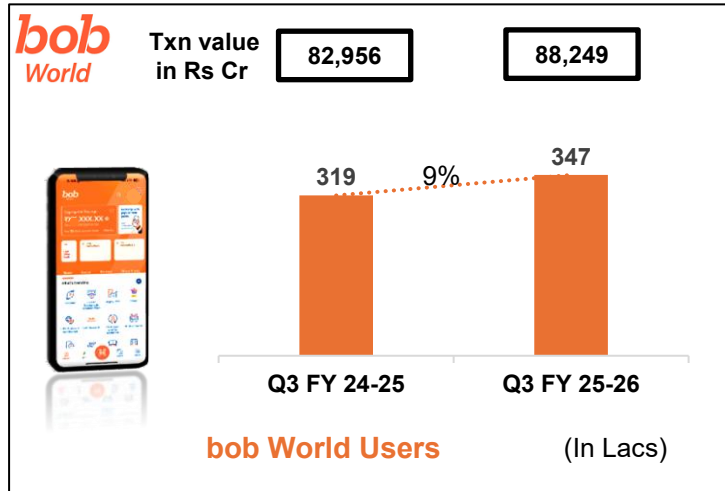 bob
World
Txn value
in Rs Cr
82,956
88,249
319
9%
347
bob
Q3 FY 24-25
Q3 FY 25-26
bob World Users
(In Lacs)